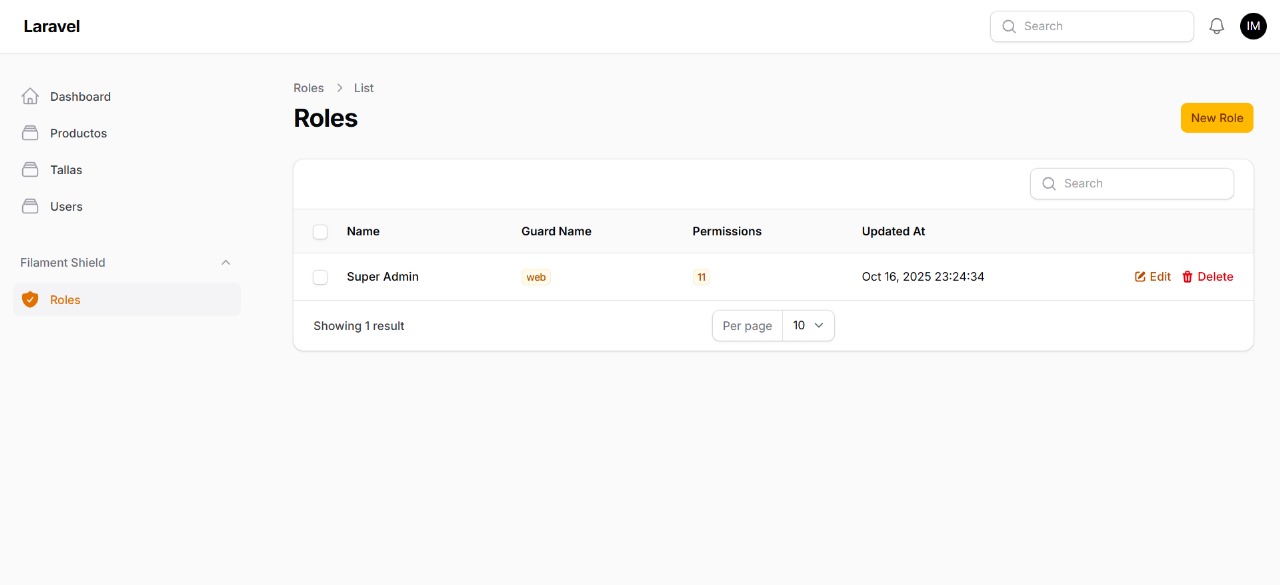 Laravel
Search
IM
Dashboard
Productos
Tallas
Users
Filament Shield
Roles
Roles > List
Roles
New Role
Search
Name Guard Name Permissions Updated At
Super Admin web 11 Oct 16, 2025 23:24:34 Edit Delete
Showing 1 result Per page 10